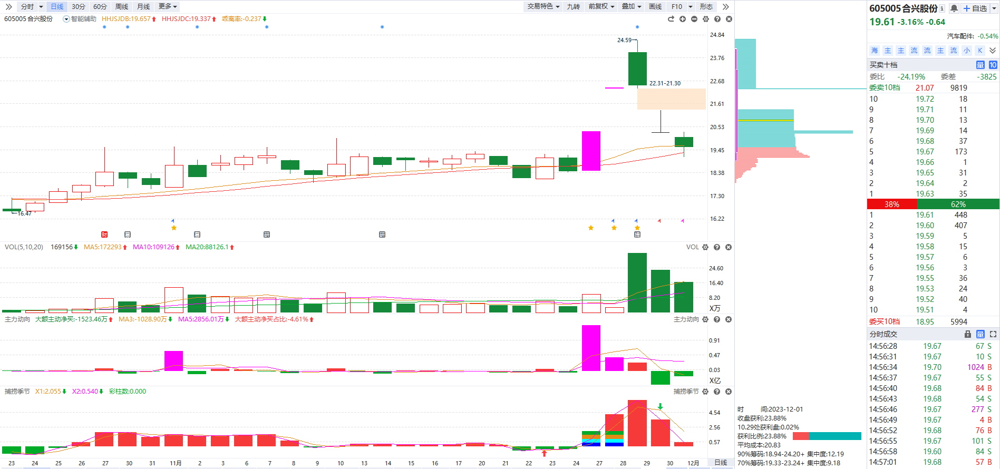 分时 日线 30分 60分 周线 月线 更多 交易特色 九转 前复权 叠加 画线 F10 形态
605005 合兴股份 智能辅助 HHJSJDB:19.657 HHJSJDC:19.337 乖离率:-0.237
24.84
24.59
23.76
22.68
22.31-21.30
21.61
20.53
19.45
18.38
17.30
16.47
16.22
财 研 研 提
VOL(5,10,20) 169156 MA5:172293 MA10:109126 MA20:88126.1 VOL
24.60
16.40
8.20
X万
主力动向 大额主动净买:-1523.46万 MA3:-1028.90万 MA5:2856.01万 大额主动净买占比:-4.61% 主力动向
0.91
0.47
0.03
X亿
捕捞季节 X1:2.055 X2:0.540 彩柱数:0.000 捕捞季节
4.54
2.56
0.57
23 24 25 26 27 30 31 11月 2 3 6 7 8 9 10 13 14 15 16 17 20 21 22 23 24 27 28 29 30 12月 日线
时 间:2023-12-01
收盘获利:23.88%
10.29处获利盘:0.02%
获利比例:23.88%
平均成本:20.83
90%筹码:18.94-24.20+ 集中度:12.19
70%筹码:19.33-23.24+ 集中度:9.18
605005 合兴股份 i + 自选
19.61 -3.16% -0.64
汽车配件: -0.54%
海 主 主 流 流 主 流 小 K
买卖十档 量 10
委比 -24.19% 委差 -3825
委卖10档 21.07 9819
10 19.72 18
9 19.71 11
8 19.70 13
7 19.69 14
6 19.68 37
5 19.67 173
4 19.66 1
3 19.65 31
2 19.64 2
1 19.63 35
38% 62%
1 19.61 448
2 19.60 407
3 19.59 5
4 19.58 15
5 19.57 6
6 19.56 3
7 19.55 36
8 19.53 24
9 19.52 40
10 19.51 4
委买10档 18.95 5994
分时成交 量
14:56:28 19.67 67 S
14:56:31 19.67 10 S
14:56:34 19.70 1024 B
14:56:37 19.67 55 S
14:56:40 19.68 84 B
14:56:43 19.68 54 S
14:56:46 19.67 277 S
14:56:49 19.67 4 B
14:56:52 19.68 76 B
14:56:55 19.67 101 S
14:56:58 19.60 84 S
14:57:01 19.68 57 B